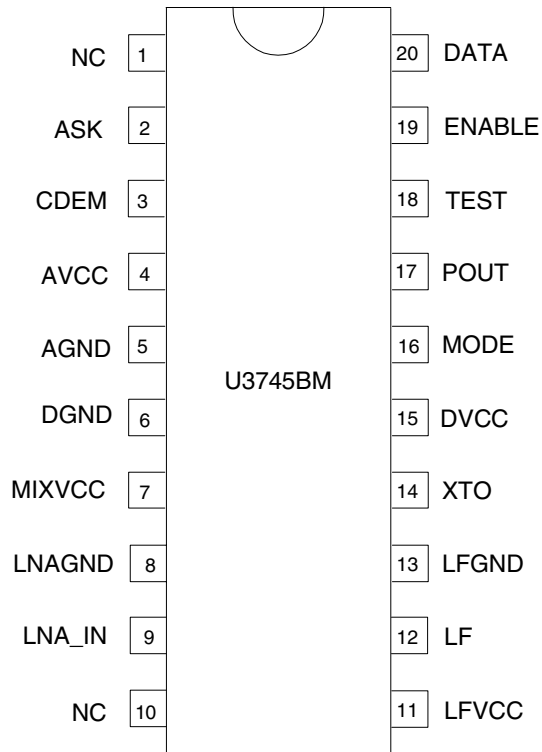 NC 1 20 DATA
ASK 2 19 ENABLE
CDEM 3 18 TEST
AVCC 4 17 POUT
AGND 5 16 MODE
U3745BM
DGND 6 15 DVCC
MIXVCC 7 14 XTO
LNAGND 8 13 LFGND
LNA_IN 9 12 LF
NC 10 11 LFVCC